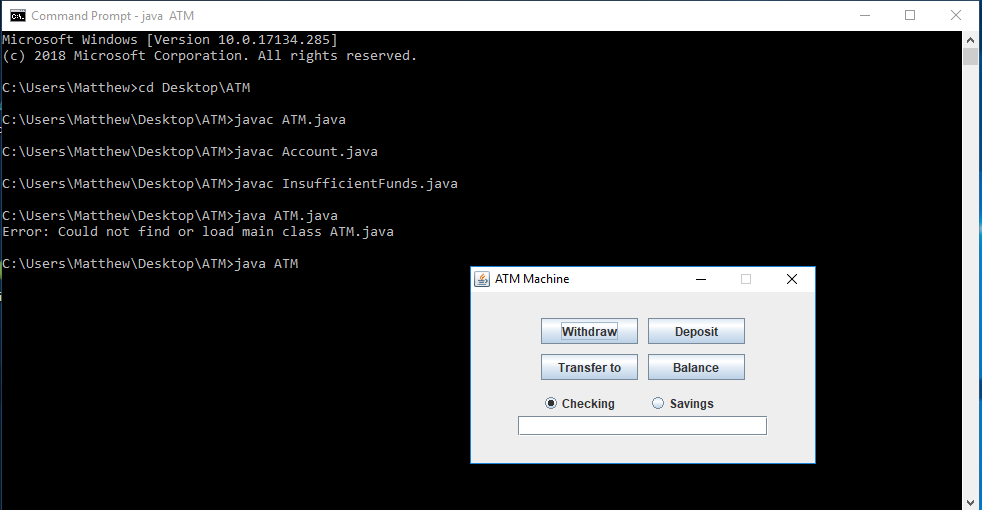 Command Prompt - java  ATM
Microsoft Windows [Version 10.0.17134.285]
(c) 2018 Microsoft Corporation. All rights reserved.
C:\Users\Matthew>cd Desktop\ATM
C:\Users\Matthew\Desktop\ATM>javac ATM.java
C:\Users\Matthew\Desktop\ATM>javac Account.java
C:\Users\Matthew\Desktop\ATM>javac InsufficientFunds.java
C:\Users\Matthew\Desktop\ATM>java ATM.java
Error: Could not find or load main class ATM.java
C:\Users\Matthew\Desktop\ATM>java ATM
ATM Machine
Withdraw Deposit
Transfer to Balance
Checking Savings